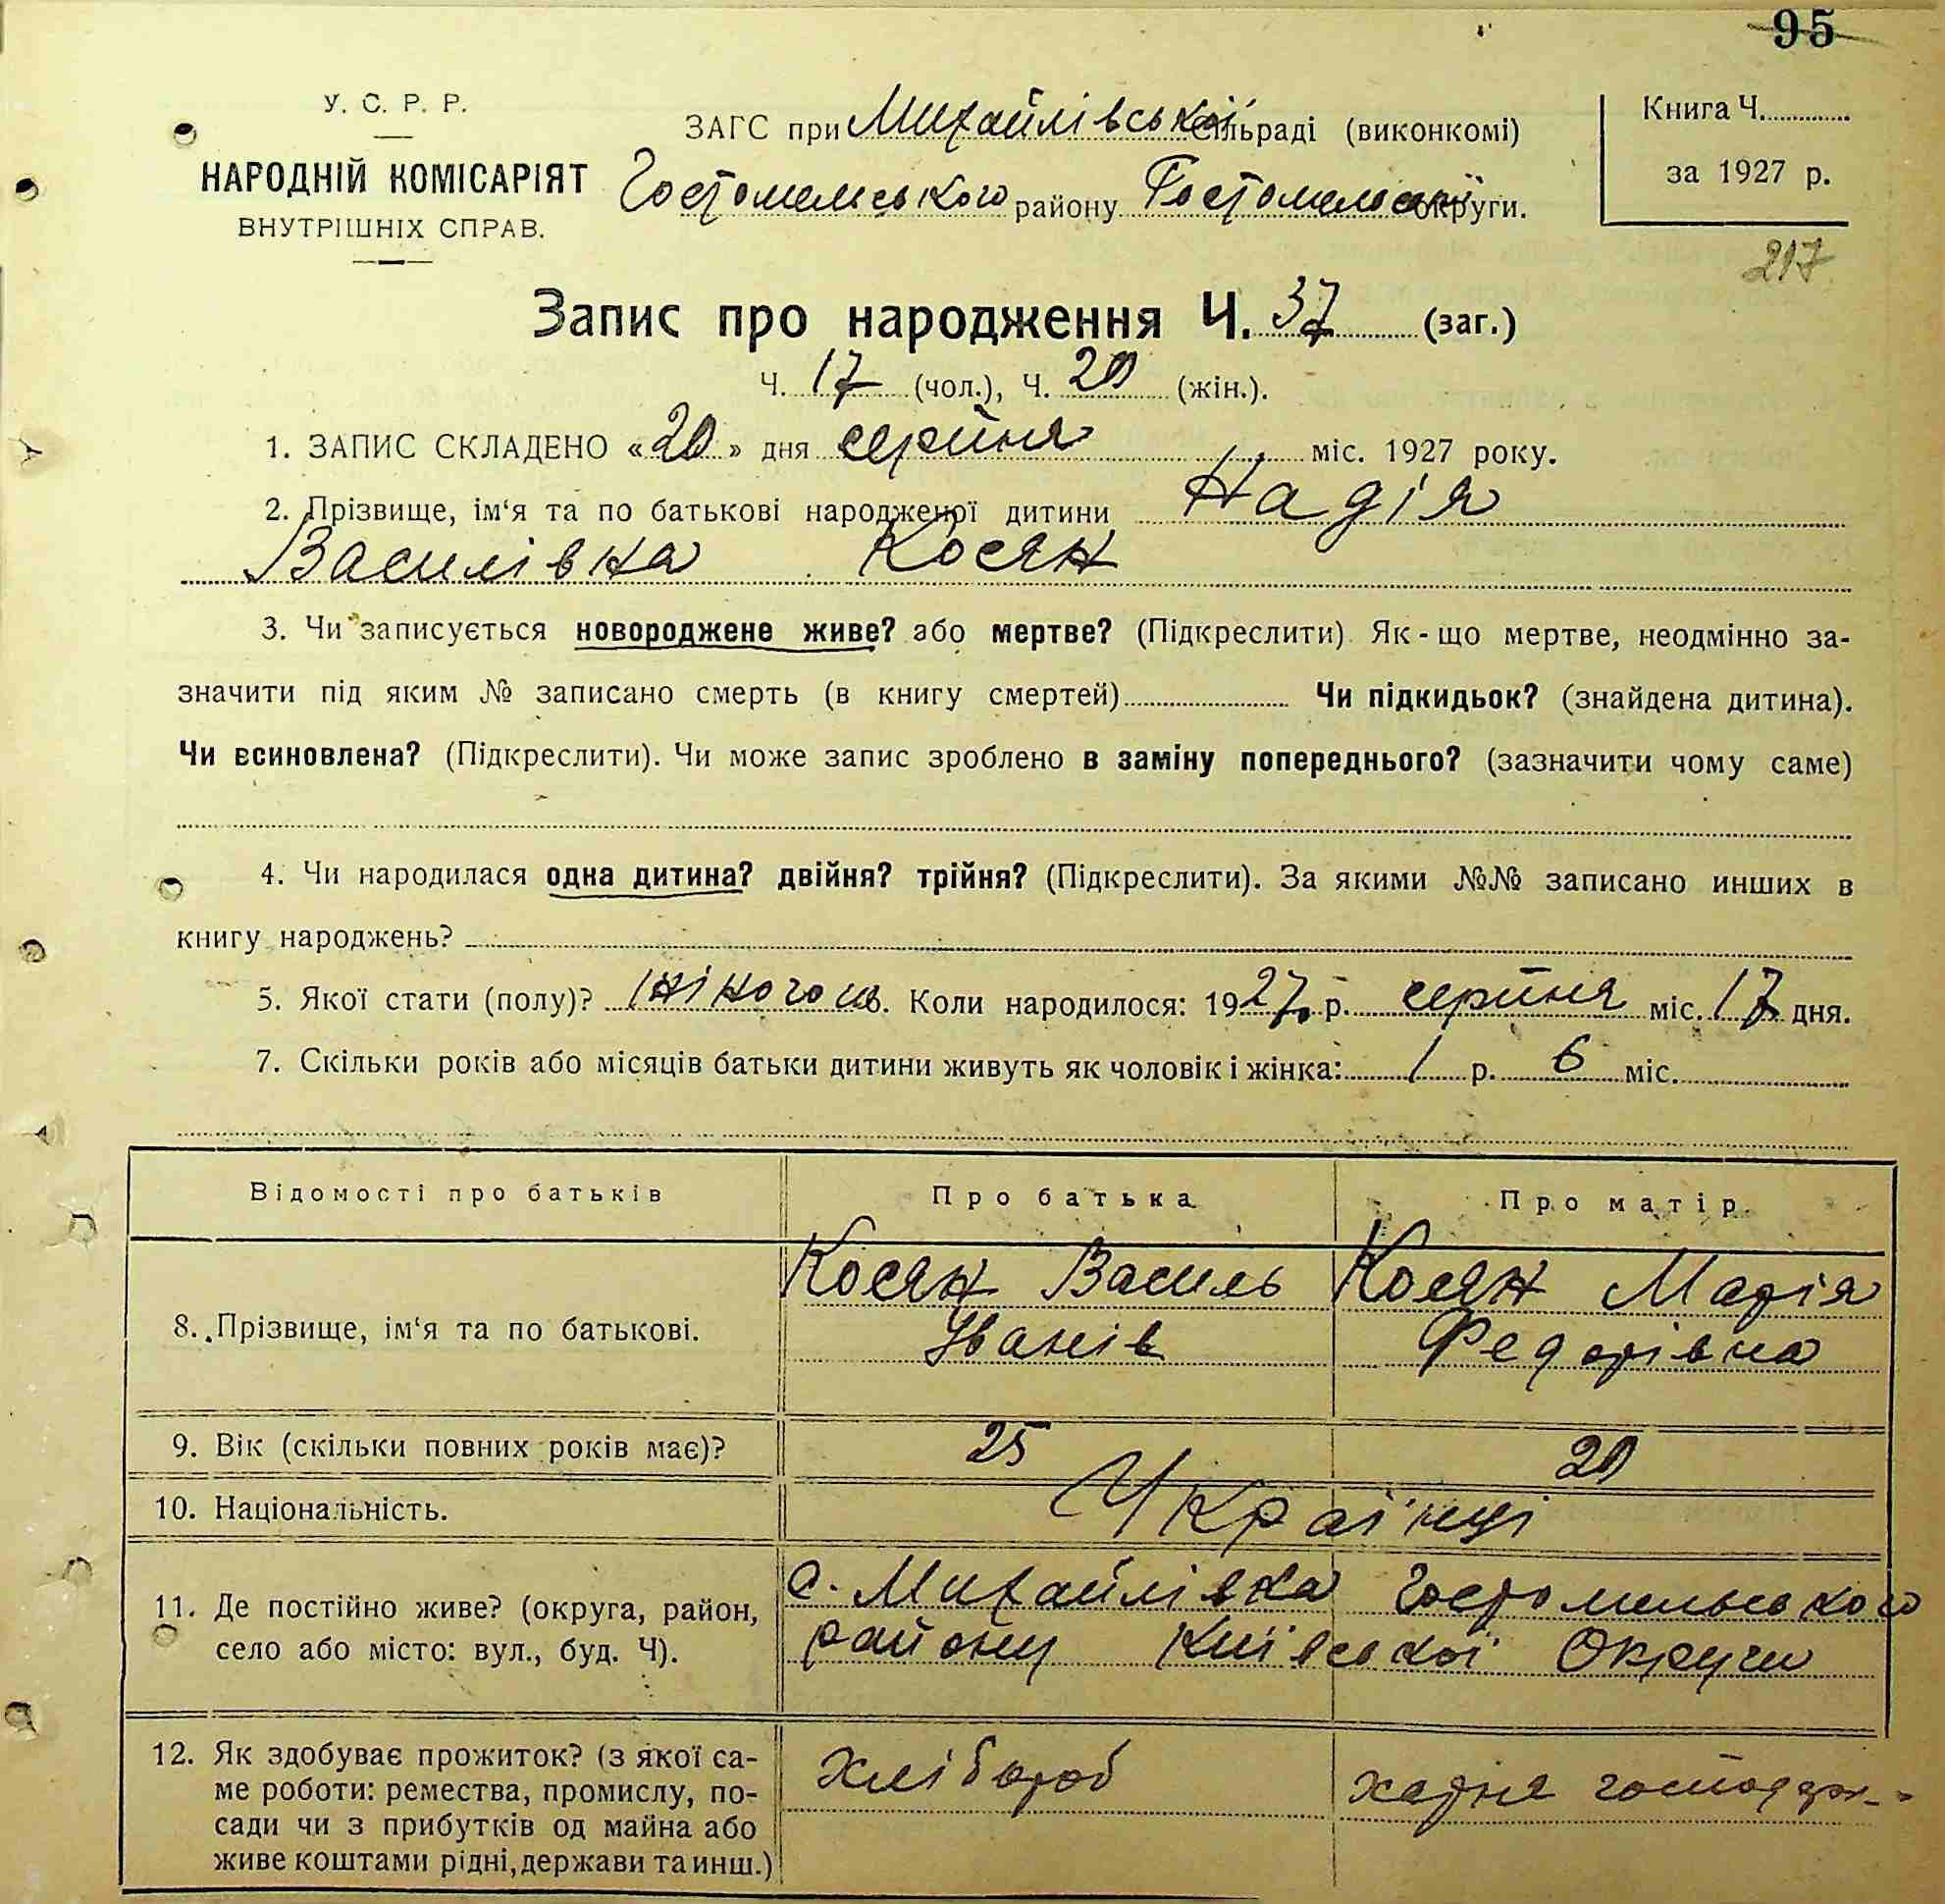 95
У. С. Р. Р.
НАРОДНІЙ КОМІСАРІЯТ
ВНУТРІШНІХ СПРАВ.
ЗАГС при Михайлівської сільраді (виконкомі)
Гостомельського району Гостомельської округи.
Книга Ч.
за 1927 р.
217
Запис про народження Ч. 37 (заг.)
Ч. 17 (чол.), Ч. 20 (жін.).
1. ЗАПИС СКЛАДЕНО «20» дня серпня міс. 1927 року.
2. Прізвище, ім‘я та по батькові народженої дитини Надія
Василівна Косян
3. Чи записується новороджене живе? або мертве? (Підкреслити) Як-що мертве, неодмінно за-
значити під яким № записано смерть (в книгу смертей) Чи підкидьок? (знайдена дитина).
Чи всиновлена? (Підкреслити). Чи може запис зроблено в заміну попереднього? (зазначити чому саме)
4. Чи народилася одна дитина? двійня? трійня? (Підкреслити). За якими №№ записано инших в
книгу народжень?
5. Якої стати (полу)? жіночого 6. Коли народилося: 1927 р. серпня міс. 17 дня.
7. Скільки років або місяців батьки дитини живуть як чоловік і жінка: 1 р. 6 міс.
Відомості про батьків Про батька Про матір.
8. Прізвище, ім‘я та по батькові.
Косян Василь
Іванів
Косян Марія
Федорівна
9. Вік (скільки повних років має)? 25 20
10. Національність. Українці
11. Де постійно живе? (округа, район,
село або місто: вул., буд. Ч).
с. Михайлівка Гостомельського
району Київської Округи
12. Як здобуває прожиток? (з якої са-
ме роботи: ремества, промислу, по-
сади чи з прибутків од майна або
живе коштами рідні, держави та инш.)
хлібороб
хатня господар.